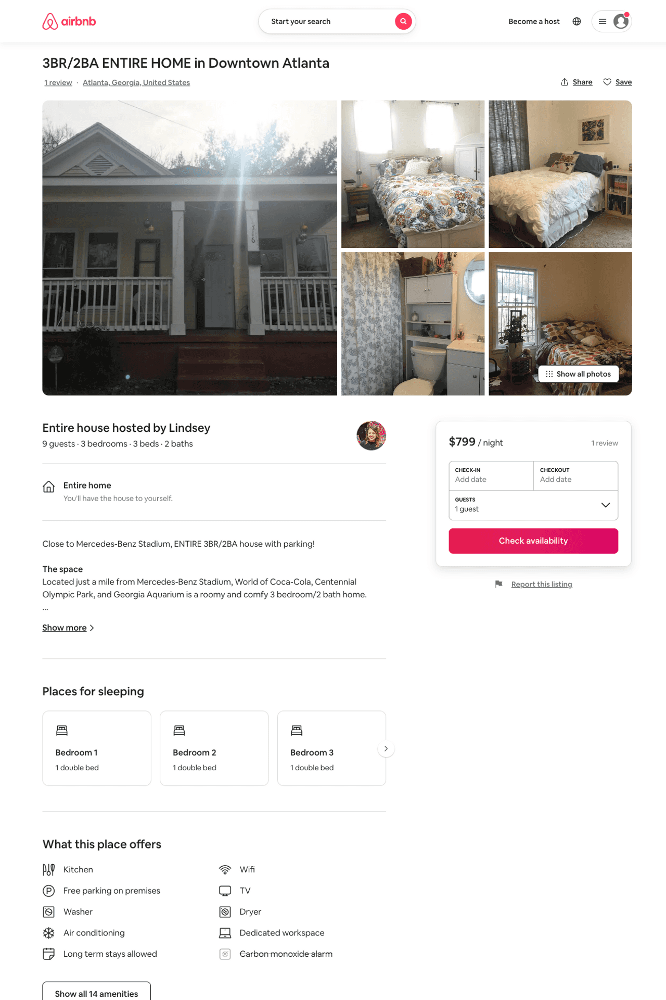 airbnb
Start your search
Become a host
3BR/2BA ENTIRE HOME in Downtown Atlanta
1 review · Atlanta, Georgia, United States
Share
Save
716
Show all photos
Entire house hosted by Lindsey
9 guests · 3 bedrooms · 3 beds · 2 baths
$799 / night
1 review
CHECK-IN
Add date
CHECKOUT
Add date
GUESTS
1 guest
Check availability
Report this listing
Entire home
You'll have the house to yourself.
Close to Mercedes-Benz Stadium, ENTIRE 3BR/2BA house with parking!
The space
Located just a mile from Mercedes-Benz Stadium, World of Coca-Cola, Centennial
Olympic Park, and Georgia Aquarium is a roomy and comfy 3 bedroom/2 bath home.
...
Show more
Places for sleeping
Bedroom 1
1 double bed
Bedroom 2
1 double bed
Bedroom 3
1 double bed
What this place offers
Kitchen
Wifi
Free parking on premises
TV
Washer
Dryer
Air conditioning
Dedicated workspace
Long term stays allowed
Carbon monoxide alarm
Show all 14 amenities